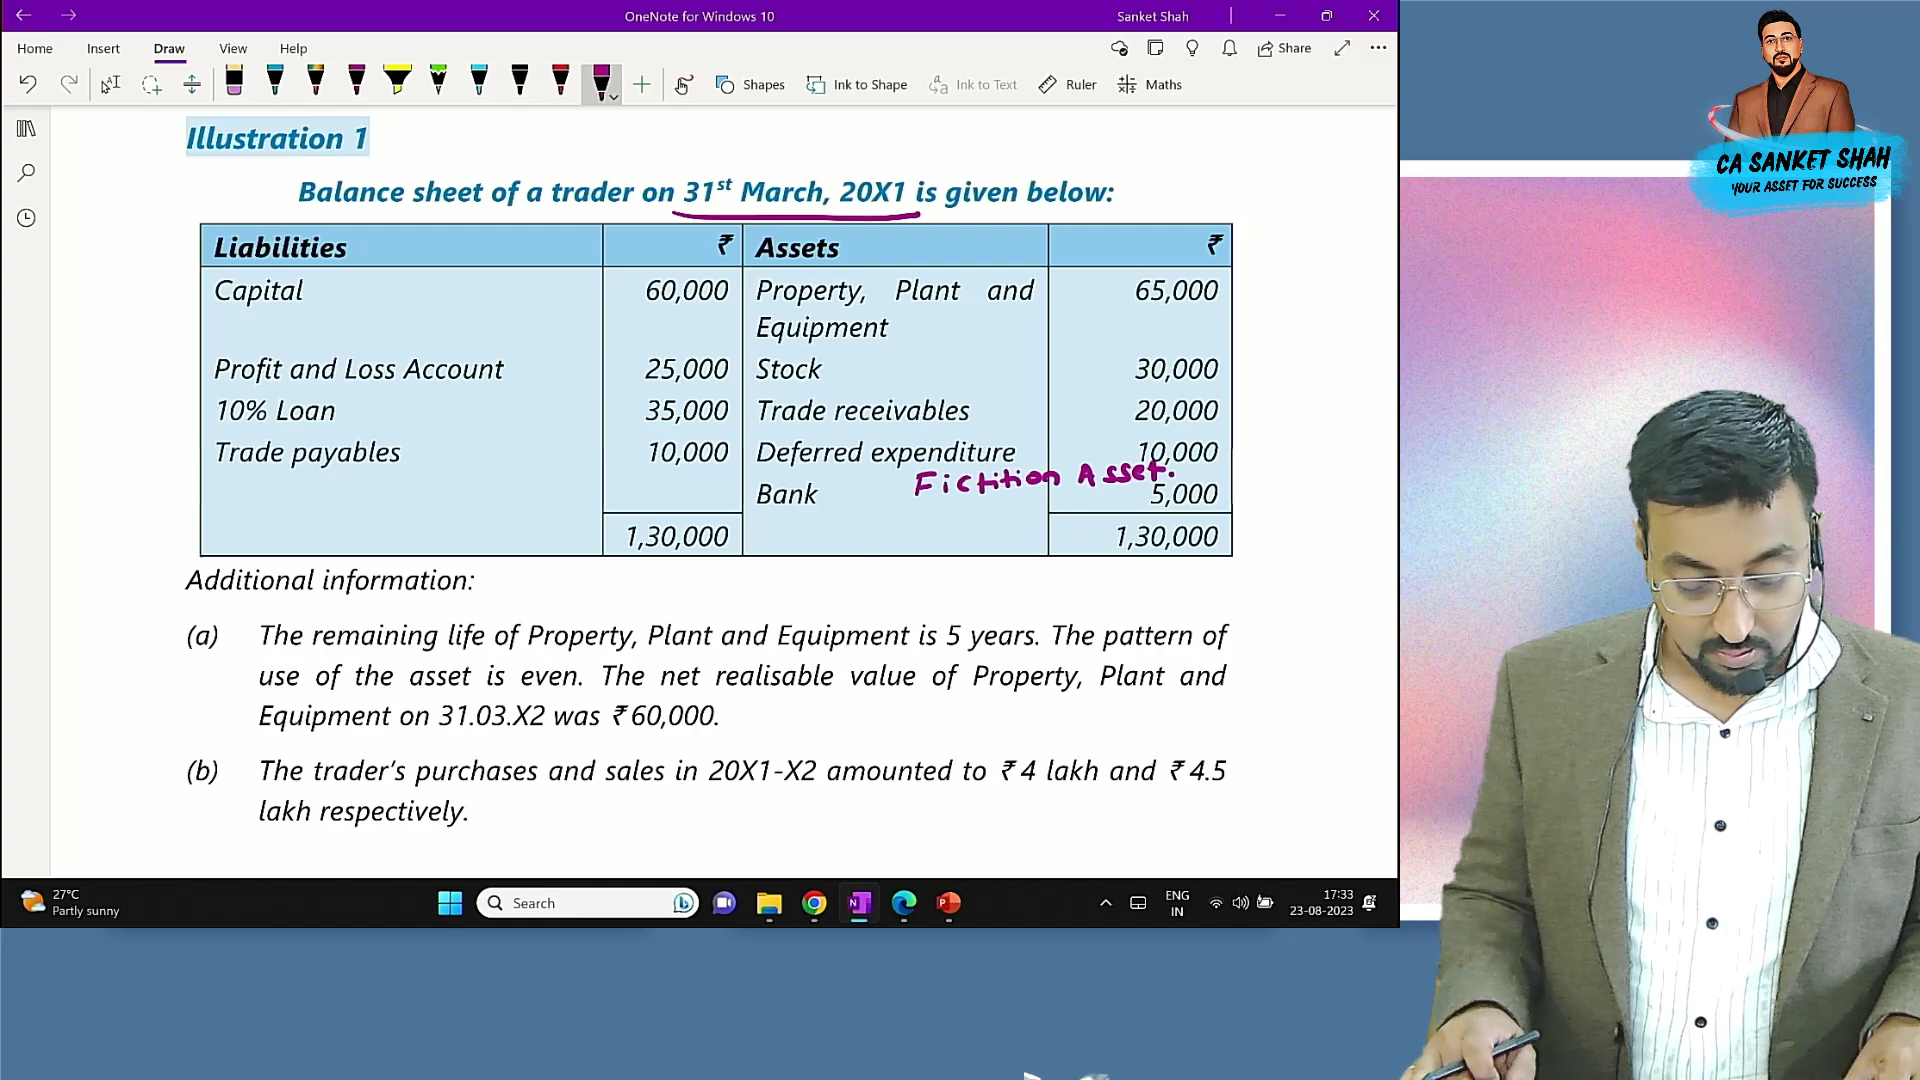 OneNote for Windows 10
Sanket Shah
Home Insert Draw View Help
Share
Shapes Ink to Shape Ink to Text Ruler Maths
CA SANKET SHAH
YOUR ASSET FOR SUCCESS
Illustration 1
Balance sheet of a trader on 31st March, 20X1 is given below:
Liabilities ₹ Assets ₹
Capital 60,000 Property, Plant and 65,000
Equipment
Profit and Loss Account 25,000 Stock 30,000
10% Loan 35,000 Trade receivables 20,000
Trade payables 10,000 Deferred expenditure 10,000
Fictition Asset.
Bank 5,000
1,30,000 1,30,000
Additional information:
(a) The remaining life of Property, Plant and Equipment is 5 years. The pattern of
use of the asset is even. The net realisable value of Property, Plant and
Equipment on 31.03.X2 was ₹ 60,000.
(b) The trader's purchases and sales in 20X1-X2 amounted to ₹ 4 lakh and ₹ 4.5
lakh respectively.
27°C
Partly sunny
Search
ENG
IN
17:33
23-08-2023